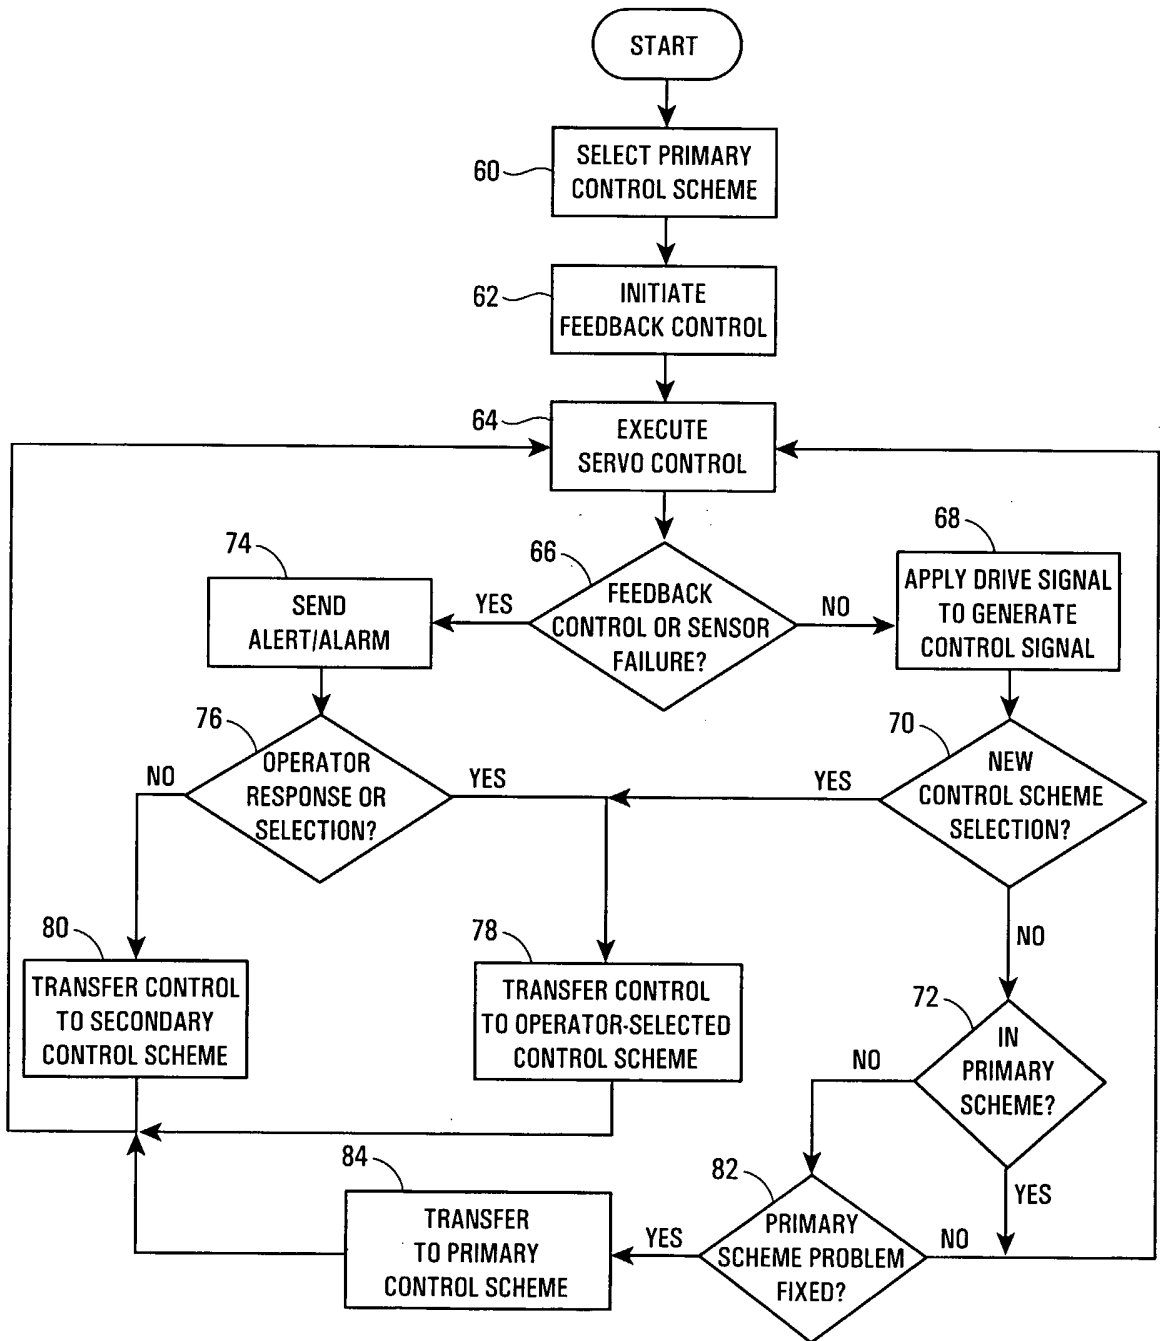 START
60
SELECT PRIMARY
CONTROL SCHEME
62
INITIATE
FEEDBACK CONTROL
64
EXECUTE
SERVO CONTROL
66
FEEDBACK
CONTROL OR SENSOR
FAILURE?
YES
NO
68
APPLY DRIVE SIGNAL
TO GENERATE
CONTROL SIGNAL
74
SEND
ALERT/ALARM
76
OPERATOR
RESPONSE OR
SELECTION?
NO
YES
70
NEW
CONTROL SCHEME
SELECTION?
YES
NO
80
TRANSFER CONTROL
TO SECONDARY
CONTROL SCHEME
78
TRANSFER CONTROL
TO OPERATOR-SELECTED
CONTROL SCHEME
72
IN
PRIMARY
SCHEME?
NO
YES
84
TRANSFER
TO PRIMARY
CONTROL SCHEME
82
PRIMARY
SCHEME PROBLEM
FIXED?
YES
NO